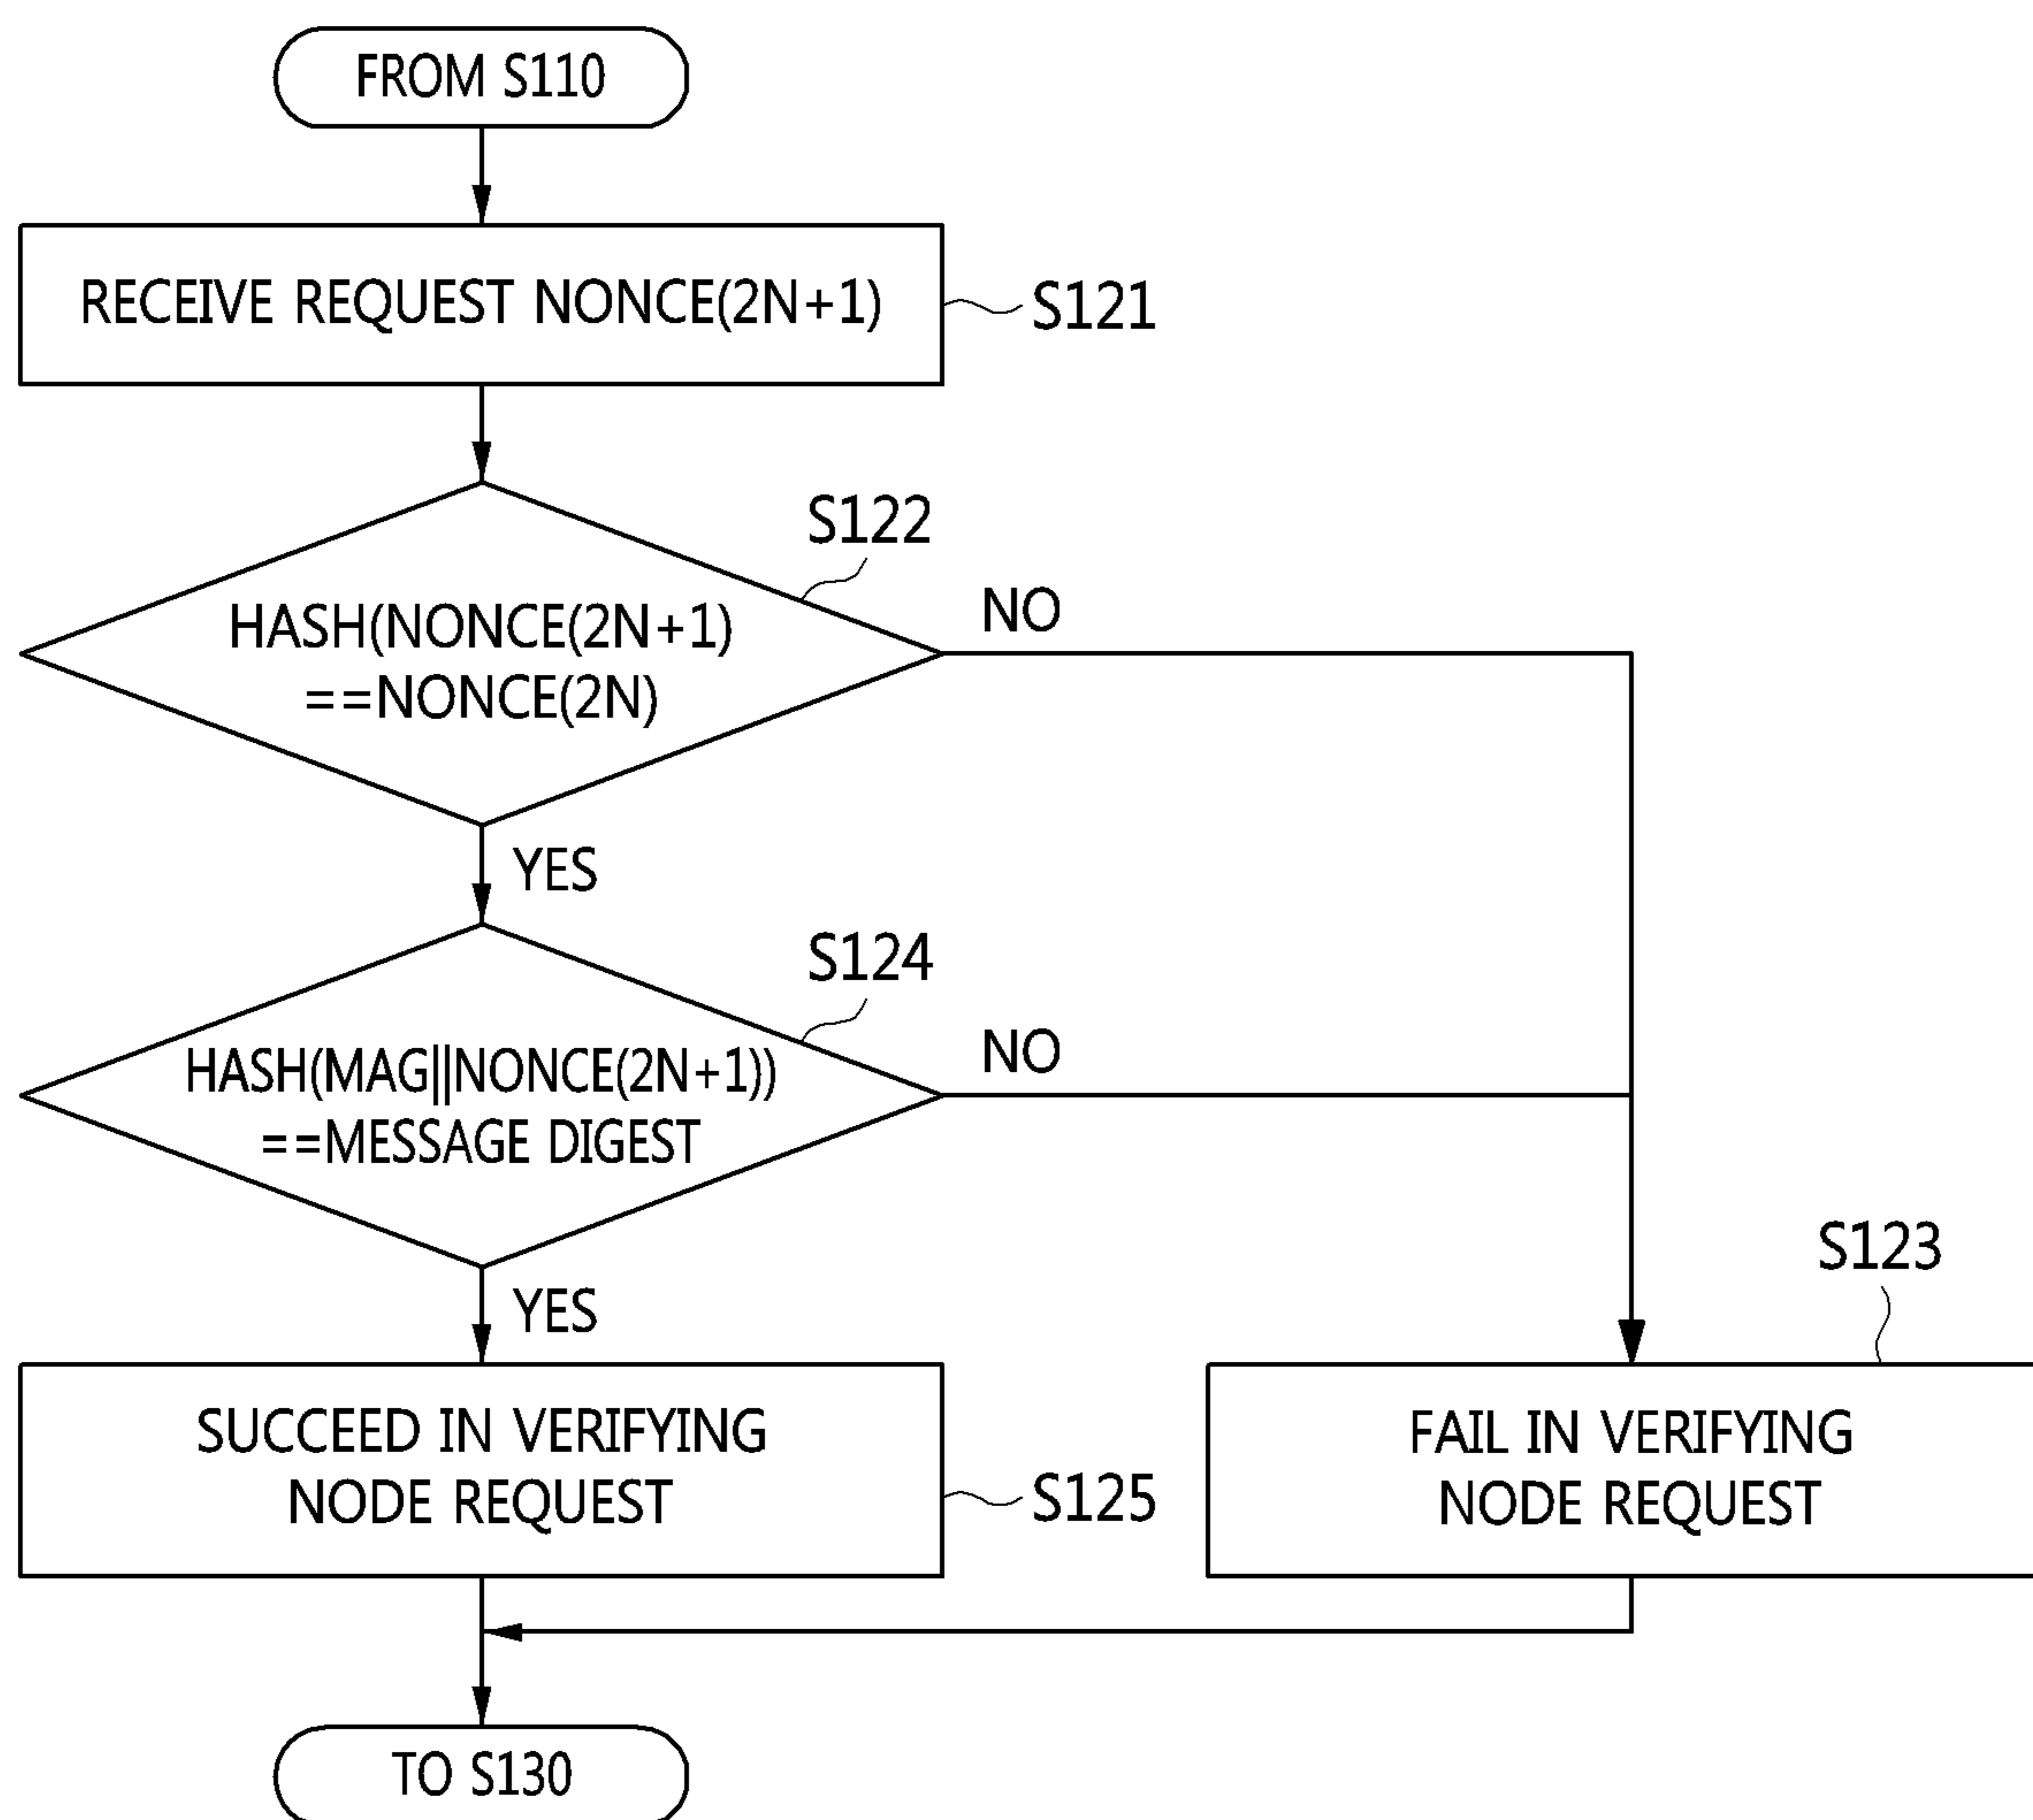 FROM S110
RECEIVE REQUEST NONCE(2N+1)
S121
S122
HASH(NONCE(2N+1)
==NONCE(2N)
NO
YES
S124
HASH(MAG||NONCE(2N+1))
==MESSAGE DIGEST
NO
YES
S123
SUCCEED IN VERIFYING
NODE REQUEST
S125
FAIL IN VERIFYING
NODE REQUEST
TO S130